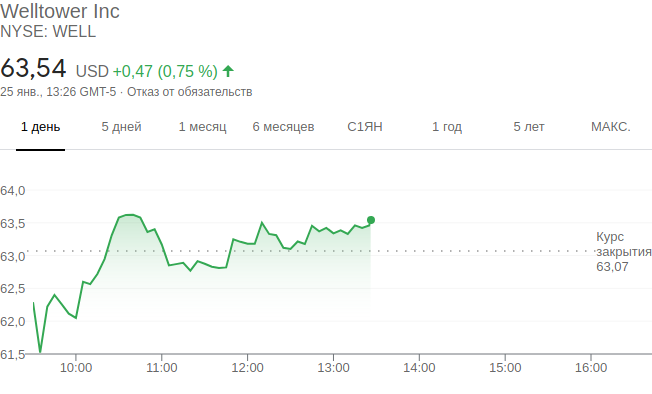 Welltower Inc
NYSE: WELL
63,54 USD +0,47 (0,75 %)
25 янв., 13:26 GMT-5 · Отказ от обязательств
1 день 5 дней 1 месяц 6 месяцев С1ЯН 1 год 5 лет МАКС.
64,0
63,5
Курс
63,0 закрытия
63,07
62,5
62,0
61,5
10:00 11:00 12:00 13:00 14:00 15:00 16:00